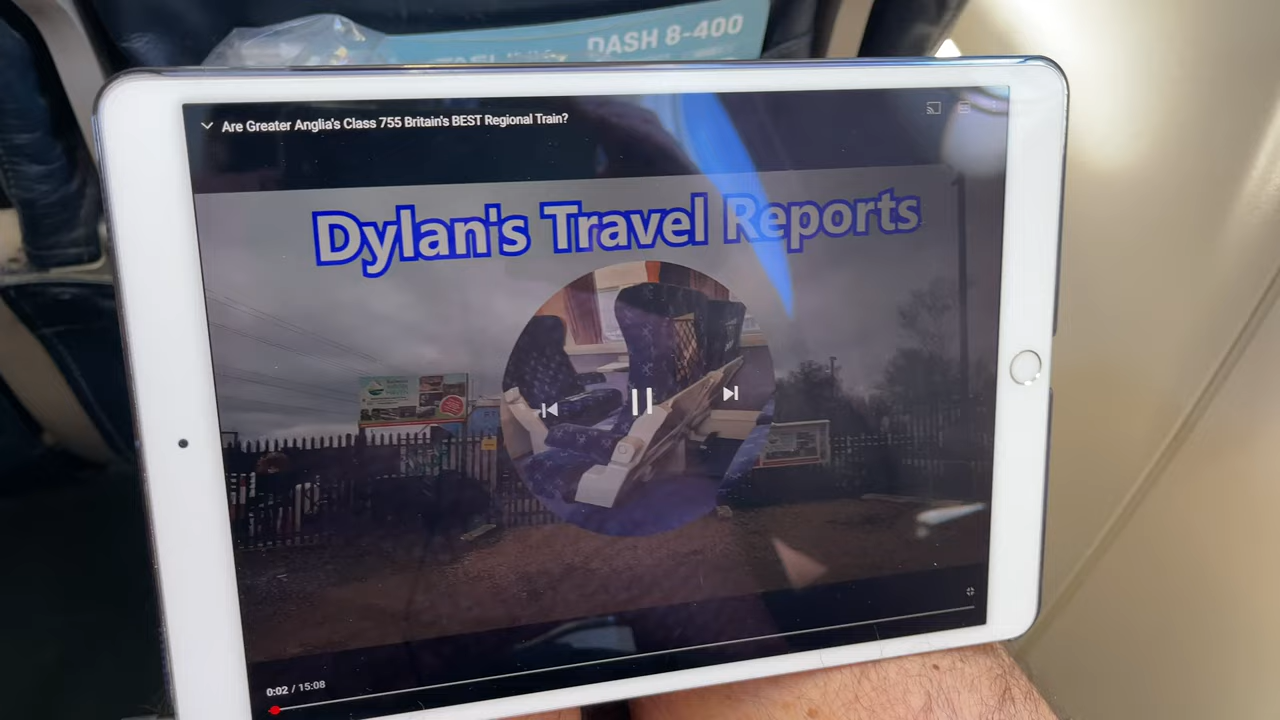 DASH 8-400
Are Greater Anglia's Class 755 Britain's BEST Regional Train?
Dylan's Travel Reports
0:02 / 15:08